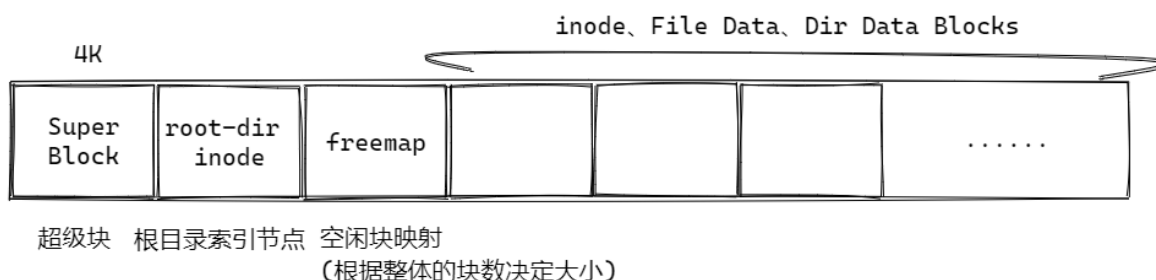 inode、File Data、Dir Data Blocks
4K
Super
Block
root-dir
inode
freemap
......
超级块 根目录索引节点 空闲块映射
(根据整体的块数决定大小)